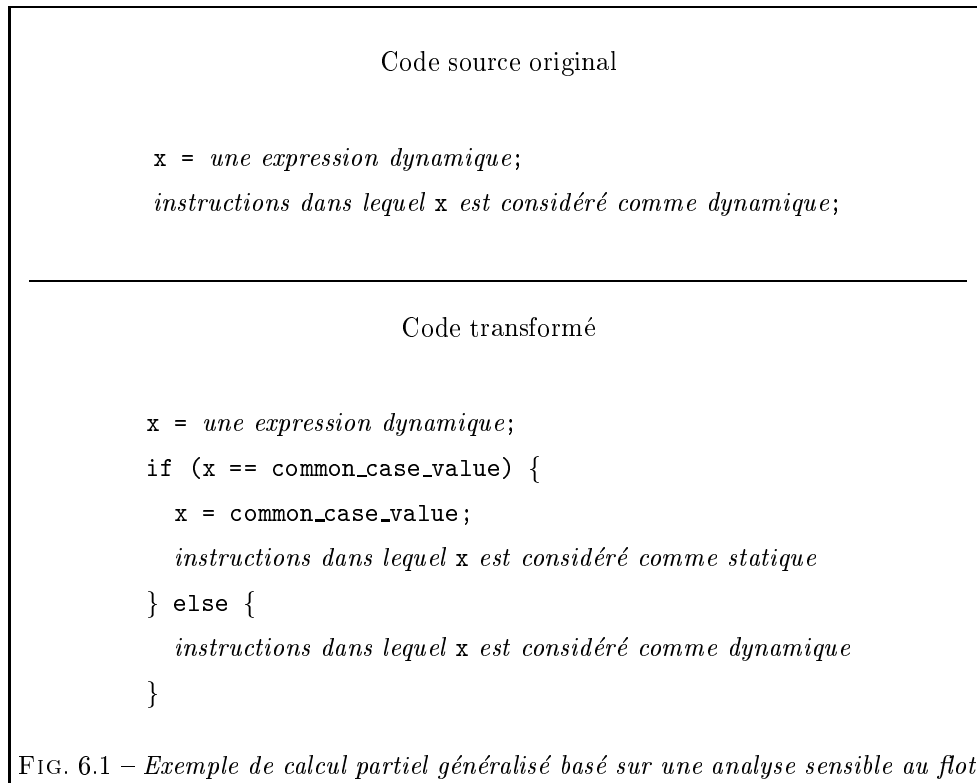 Code source original
x = une expression dynamique;
instructions dans lequel x est considéré comme dynamique;
Code transformé
x = une expression dynamique;
if (x == common_case_value) {
x = common_case_value;
instructions dans lequel x est considéré comme statique
} else {
instructions dans lequel x est considéré comme dynamique
}
FIG. 6.1 – Exemple de calcul partiel généralisé basé sur une analyse sensible au